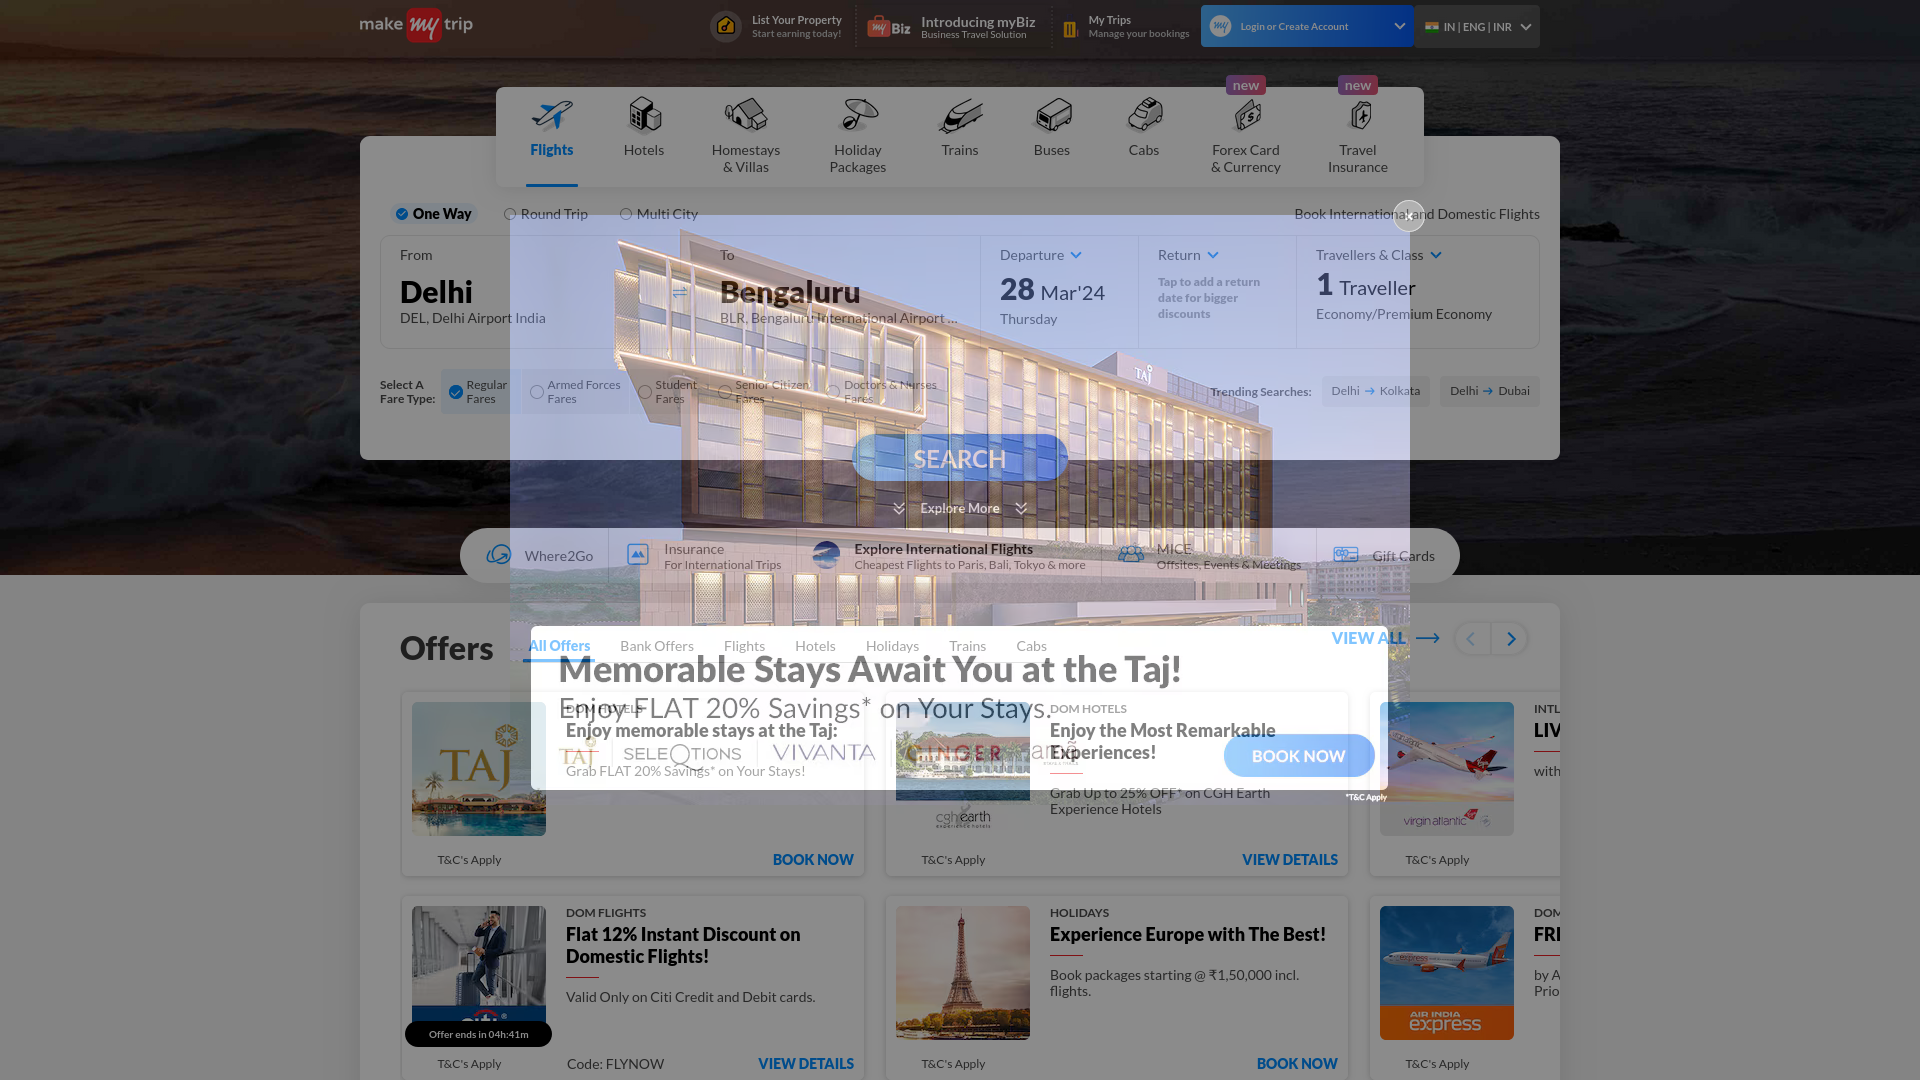 make my trip
List Your Property
Start earning today!
my Biz
Introducing myBiz
Business Travel Solution
My Trips
Manage your bookings
my
Login or Create Account
IN | ENG | INR
new
new
Flights
Hotels
Homestays
& Villas
Holiday
Packages
Trains
Buses
Cabs
Forex Card
& Currency
Travel
Insurance
One Way
Round Trip
Multi City
Book International and Domestic Flights
From
Delhi
DEL, Delhi Airport India
To
Bengaluru
BLR, Bengaluru International Airport ...
Departure
28 Mar'24
Thursday
Return
Tap to add a return
date for bigger
discounts
Travellers & Class
1 Traveller
Economy/Premium Economy
TAJ
Select A
Fare Type:
Regular
Fares
Armed Forces
Fares
Student
Fares
Senior Citizen
Fares
Doctors & Nurses
Fares
Trending Searches:
Delhi → Kolkata
Delhi → Dubai
SEARCH
Explore More
Where2Go
Insurance
For International Trips
Explore International Flights
Cheapest Flights to Paris, Bali, Tokyo & more
MICE
Offsites, Events & Meetings
Gift Cards
Offers
All Offers
Bank Offers
Flights
Hotels
Holidays
Trains
Cabs
VIEW ALL
Memorable Stays Await You at the Taj!
Enjoy FLAT 20% Savings* on Your Stays.
TAJ
SELEQTIONS
VIVANTA
GINGER
BOOK NOW
*T&C Apply
TAJ
DOM HOTELS
Enjoy memorable stays at the Taj:
Grab FLAT 20% Savings* on Your Stays!
T&C's Apply
BOOK NOW
cgh earth
experience hotels
DOM HOTELS
Enjoy the Most Remarkable
Experiences!
Grab Up to 25% OFF* on CGH Earth
Experience Hotels
T&C's Apply
VIEW DETAILS
virgin atlantic
INTL
LIV
with
T&C's Apply
citi
Offer ends in 04h:41m
DOM FLIGHTS
Flat 12% Instant Discount on
Domestic Flights!
Valid Only on Citi Credit and Debit cards.
T&C's Apply
Code: FLYNOW
VIEW DETAILS
HOLIDAYS
Experience Europe with The Best!
Book packages starting @ ₹1,50,000 incl.
flights.
T&C's Apply
BOOK NOW
AIR INDIA
express
DOM
FRE
by A
Prio
T&C's Apply